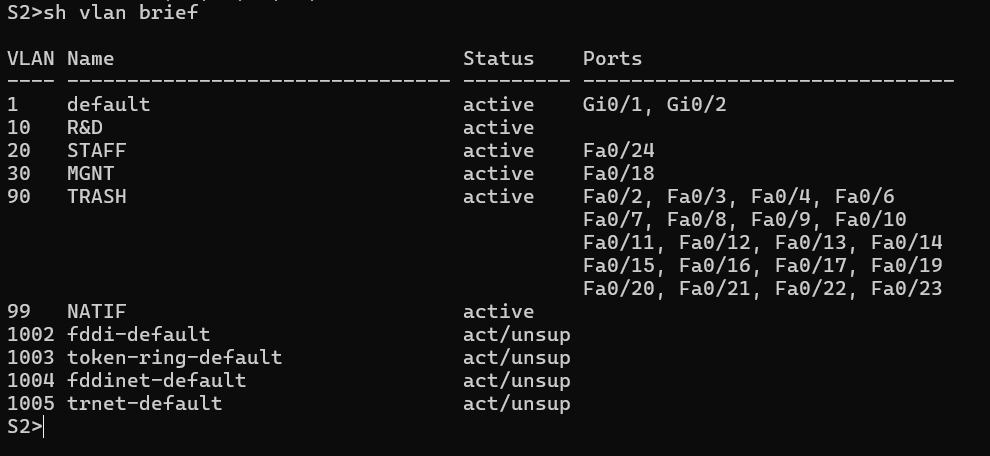 S2>sh vlan brief
VLAN Name                             Status    Ports
---- -------------------------------- --------- -------------------------------
1    default                          active    Gi0/1, Gi0/2
10   R&D                              active
20   STAFF                            active    Fa0/24
30   MGNT                             active    Fa0/18
90   TRASH                            active    Fa0/2, Fa0/3, Fa0/4, Fa0/6
                                                Fa0/7, Fa0/8, Fa0/9, Fa0/10
                                                Fa0/11, Fa0/12, Fa0/13, Fa0/14
                                                Fa0/15, Fa0/16, Fa0/17, Fa0/19
                                                Fa0/20, Fa0/21, Fa0/22, Fa0/23
99   NATIF                            active
1002 fddi-default                     act/unsup
1003 token-ring-default               act/unsup
1004 fddinet-default                  act/unsup
1005 trnet-default                    act/unsup
S2>